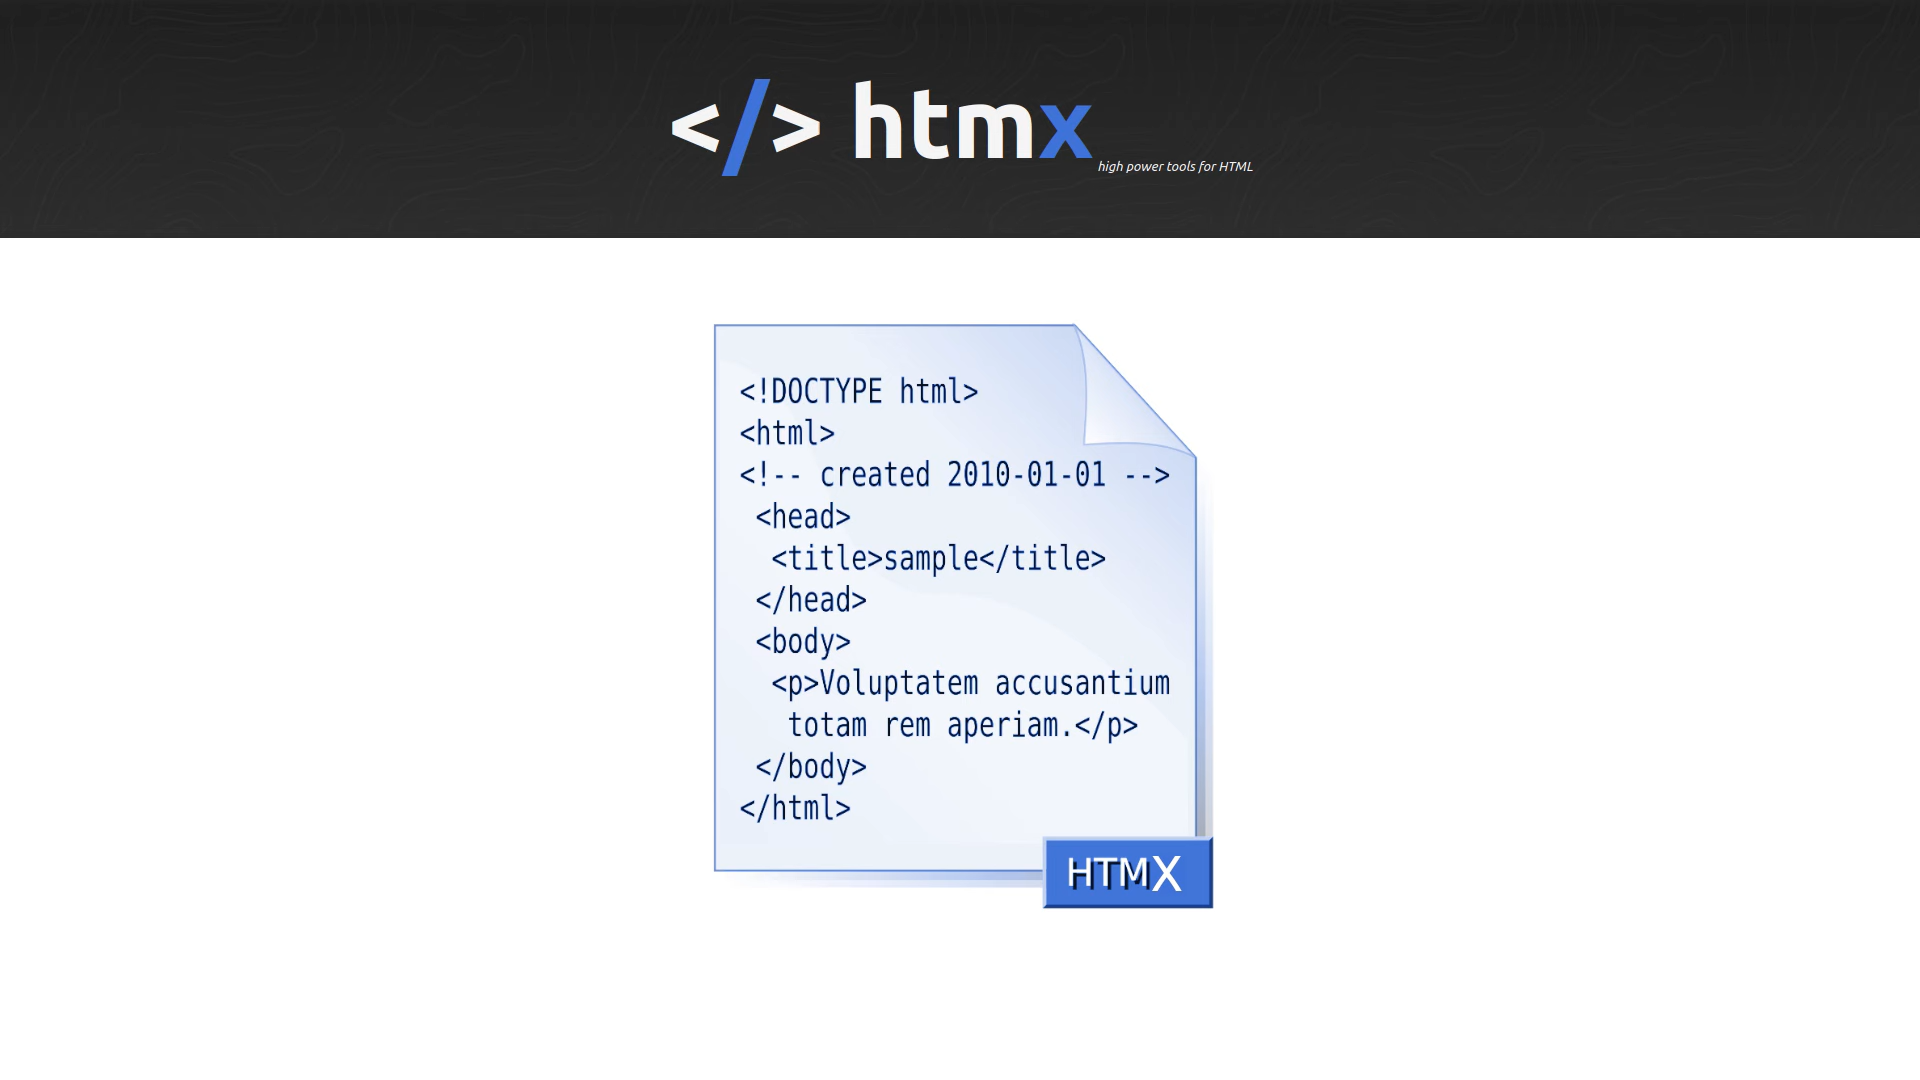 </> htmx
high power tools for HTML
<!DOCTYPE html>
<html>
<!-- created 2010-01-01 -->
<head>
<title>sample</title>
</head>
<body>
<p>Voluptatem accusantium
totam rem aperiam.</p>
</body>
</html>
HTMX